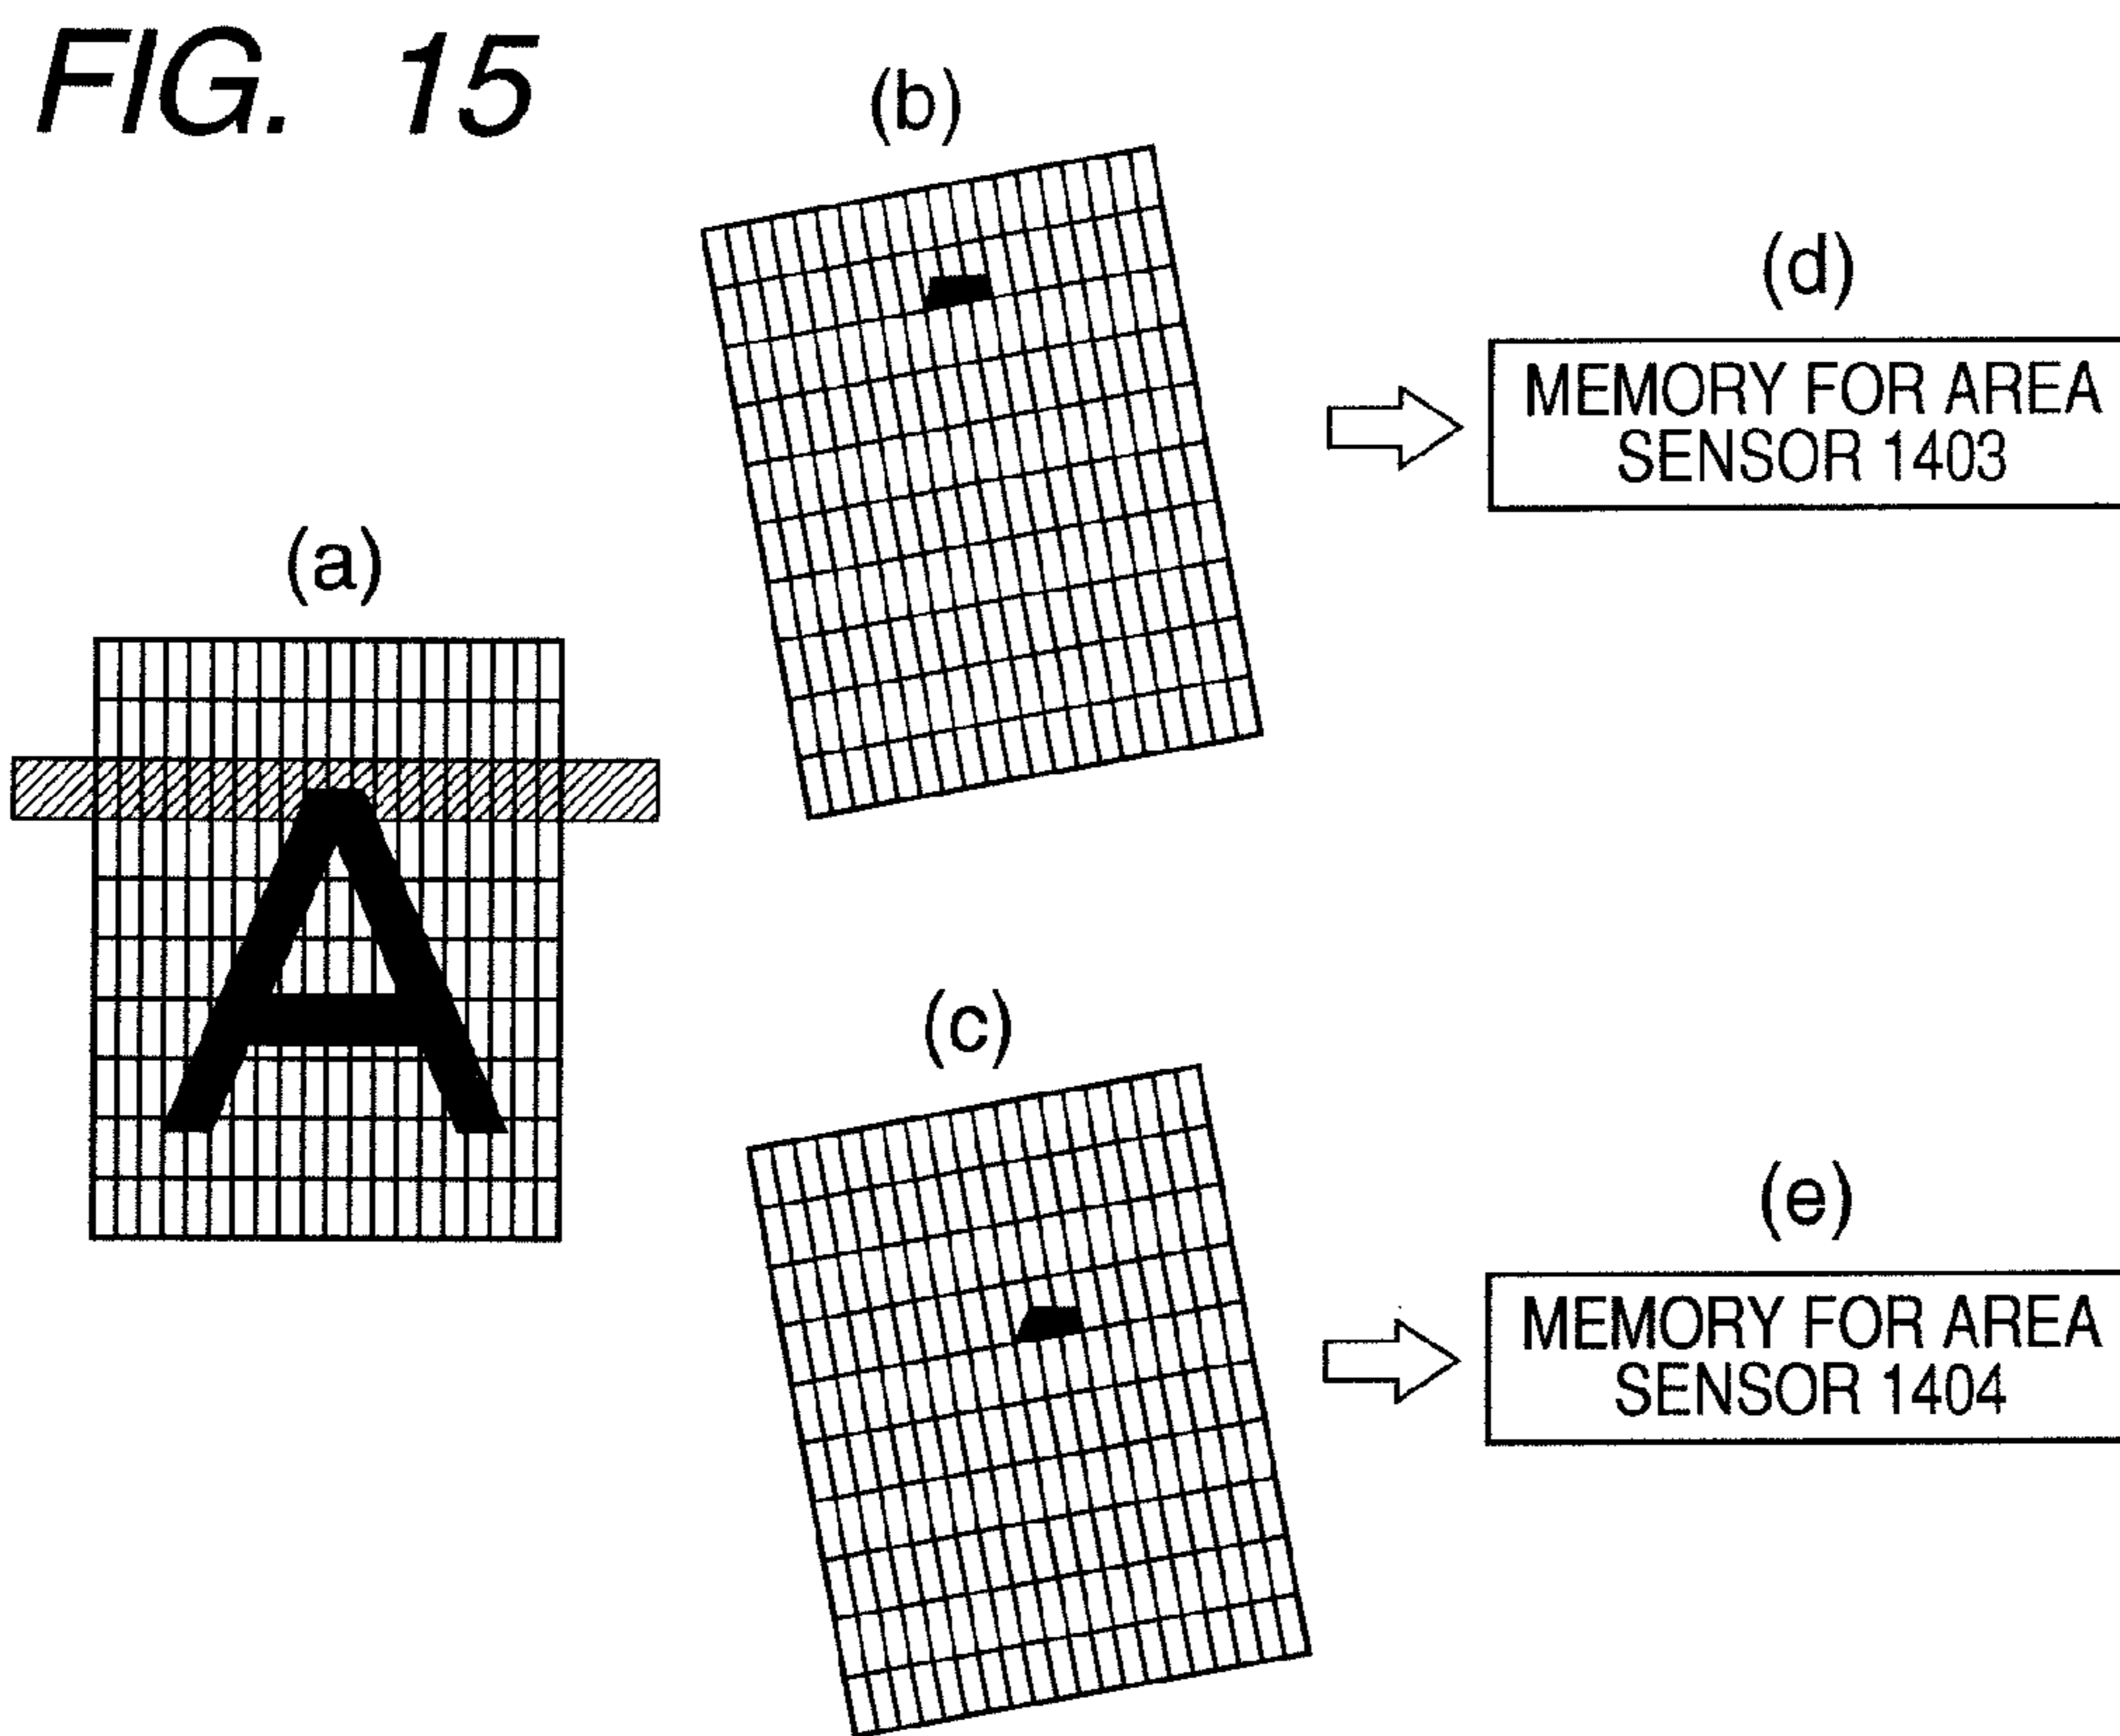 FIG. 15
(b)
(d)
MEMORY FOR AREA
SENSOR 1403
(a)
A
(c)
(e)
MEMORY FOR AREA
SENSOR 1404